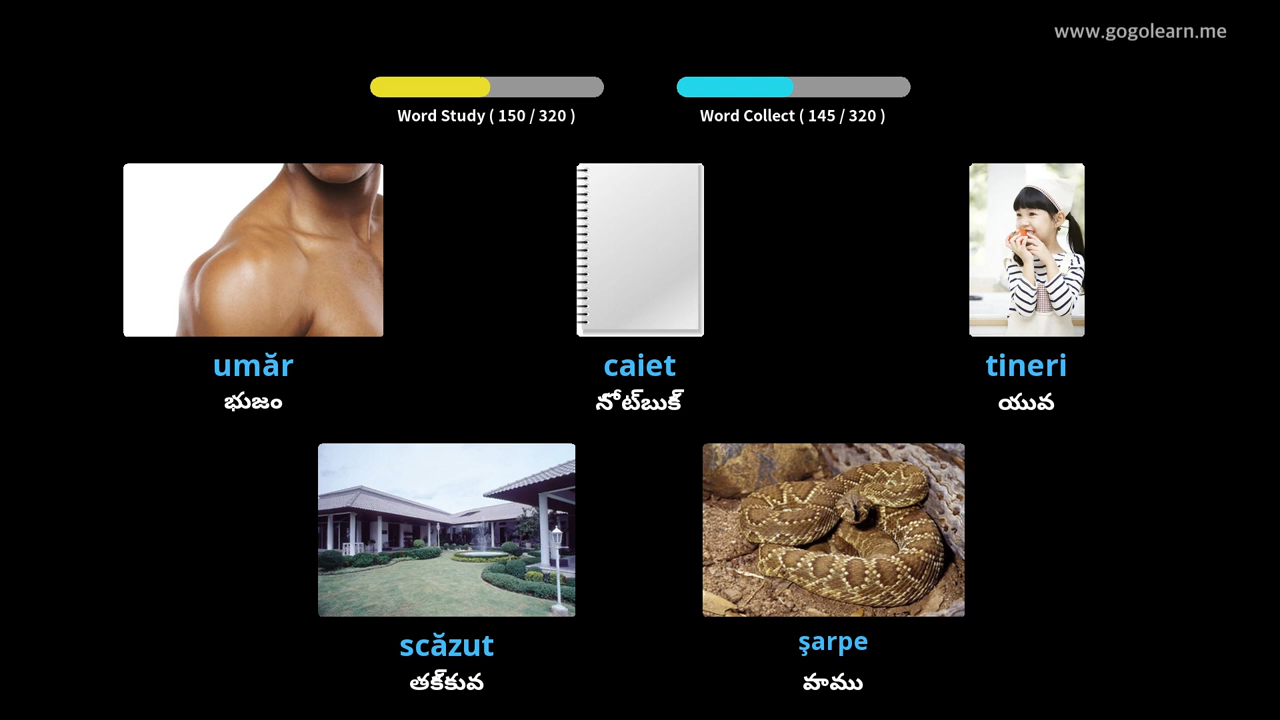 www.gogolearn.me
Word Study ( 150 / 320 )
Word Collect ( 145 / 320 )
umăr
భుజం
caiet
నోట్‌బుక్
tineri
యువ
scăzut
తక్కువ
şarpe
పాము